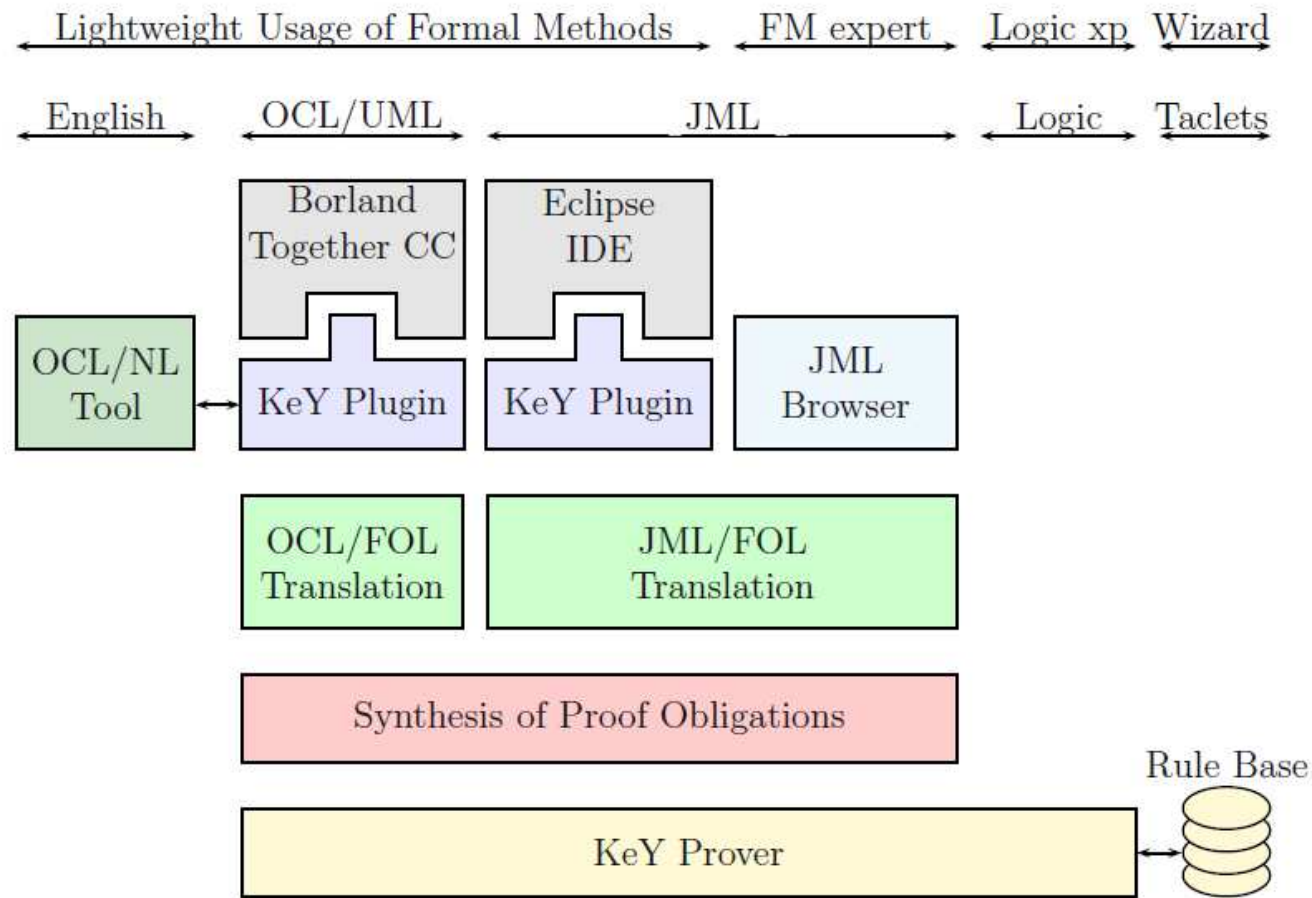 Lightweight Usage of Formal Methods
FM expert
Logic xp
Wizard
English
OCL/UML
JML
Logic
Taclets
Borland
Together CC
Eclipse
IDE
OCL/NL
Tool
KeY Plugin
KeY Plugin
JML
Browser
OCL/FOL
Translation
JML/FOL
Translation
Synthesis of Proof Obligations
Rule Base
KeY Prover